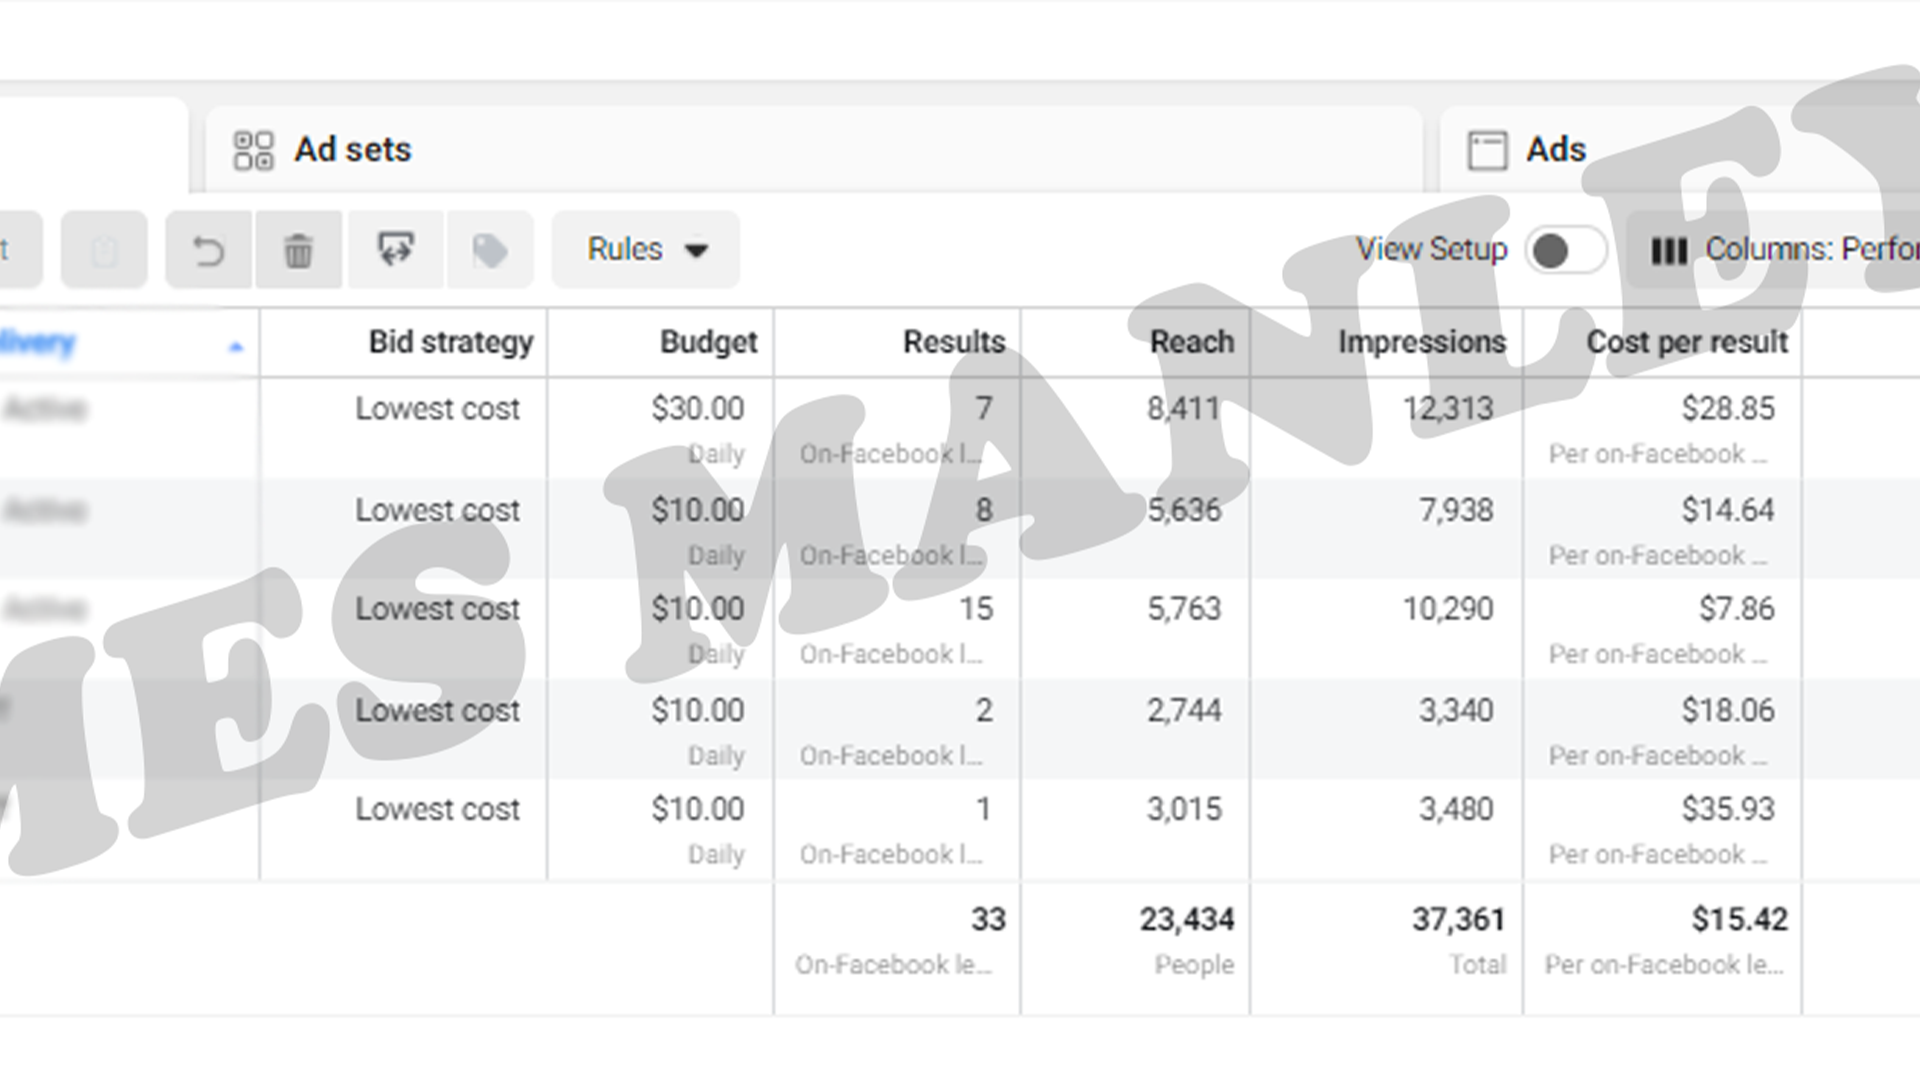 Ad sets
Ads
t
Rules
View Setup
Columns: Perfor
livery
Bid strategy
Budget
Results
Reach
Impressions
Cost per result
Active
Lowest cost
$30.00
7
8,411
12,313
$28.85
Daily
On-Facebook l...
Per on-Facebook ...
Active
Lowest cost
$10.00
8
5,636
7,938
$14.64
Daily
On-Facebook l...
Per on-Facebook ...
Active
Lowest cost
$10.00
15
5,763
10,290
$7.86
Daily
On-Facebook l...
Per on-Facebook ...
Lowest cost
$10.00
2
2,744
3,340
$18.06
Daily
On-Facebook l...
Per on-Facebook ...
Lowest cost
$10.00
1
3,015
3,480
$35.93
Daily
On-Facebook l...
Per on-Facebook ...
33
23,434
37,361
$15.42
On-Facebook le...
People
Total
Per on-Facebook le...
MES MANLEY